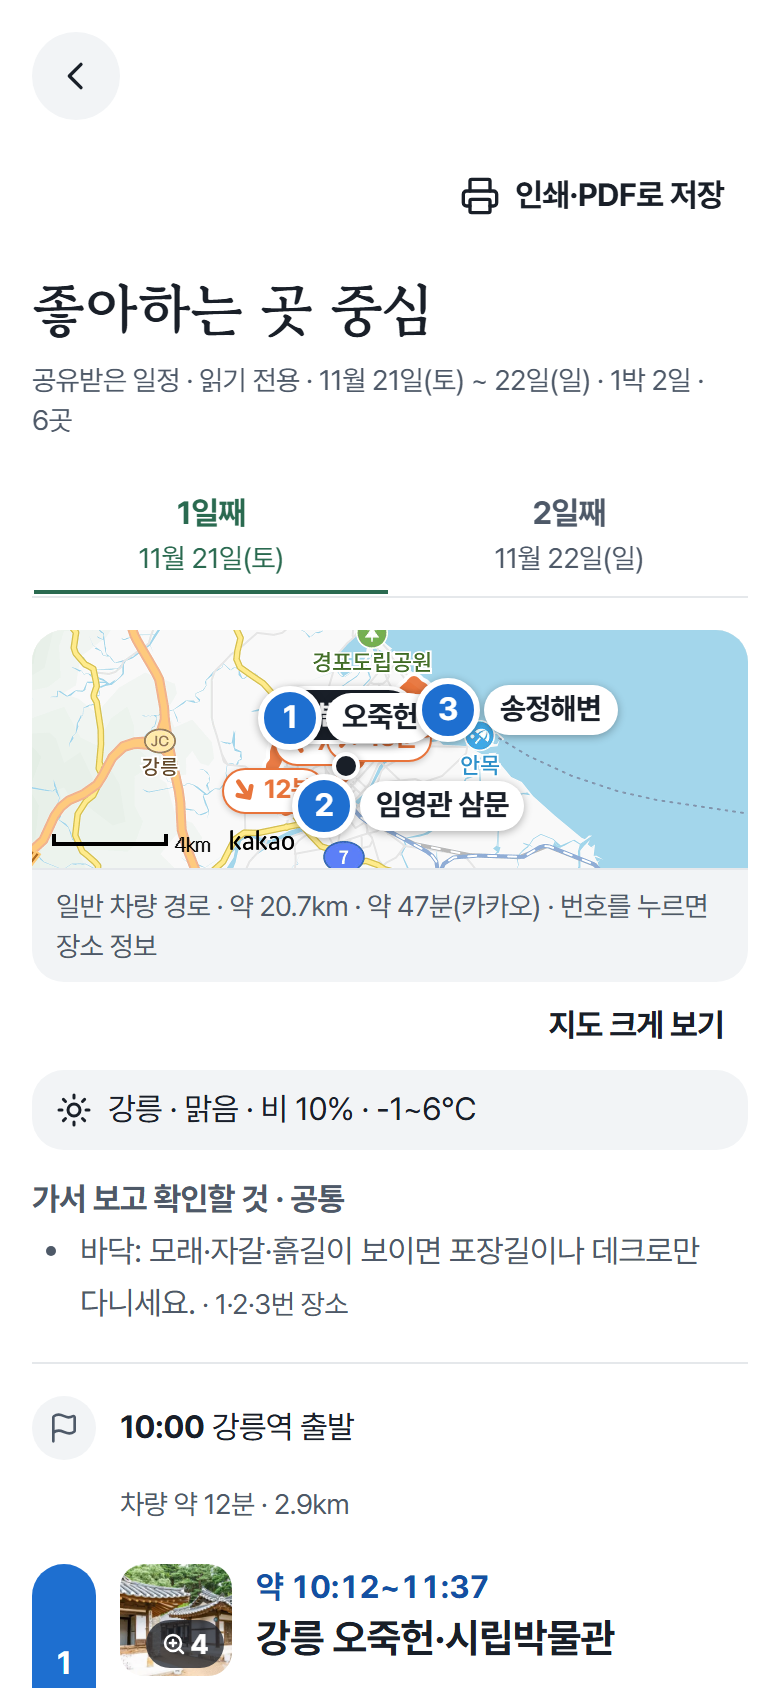 인쇄·PDF로 저장
좋아하는 곳 중심
공유받은 일정 · 읽기 전용 · 11월 21일(토) ~ 22일(일) · 1박 2일 ·
6곳
1일째
11월 21일(토)
2일째
11월 22일(일)
경포도립공원
1
오죽헌
3
송정해변
JC
강릉
안목
12
2
임영관 삼문
4km
kakao
7
일반 차량 경로 · 약 20.7km · 약 47분(카카오) · 번호를 누르면
장소 정보
지도 크게 보기
강릉 · 맑음 · 비 10% · -1~6°C
가서 보고 확인할 것 · 공통
• 바닥: 모래·자갈·흙길이 보이면 포장길이나 데크로만
다니세요. · 1·2·3번 장소
10:00 강릉역 출발
차량 약 12분 · 2.9km
1
4
약 10:12~11:37
강릉 오죽헌·시립박물관